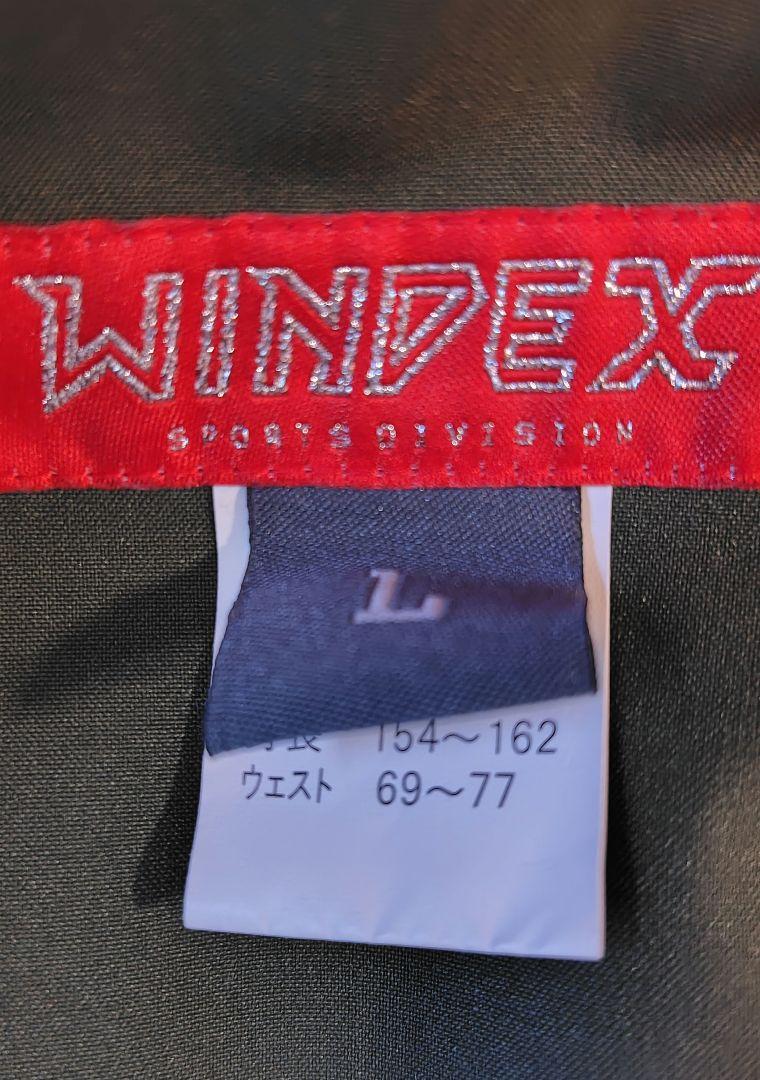 WINDEX
SPORTS DIVISION
L
154～162
ウェスト 69～77